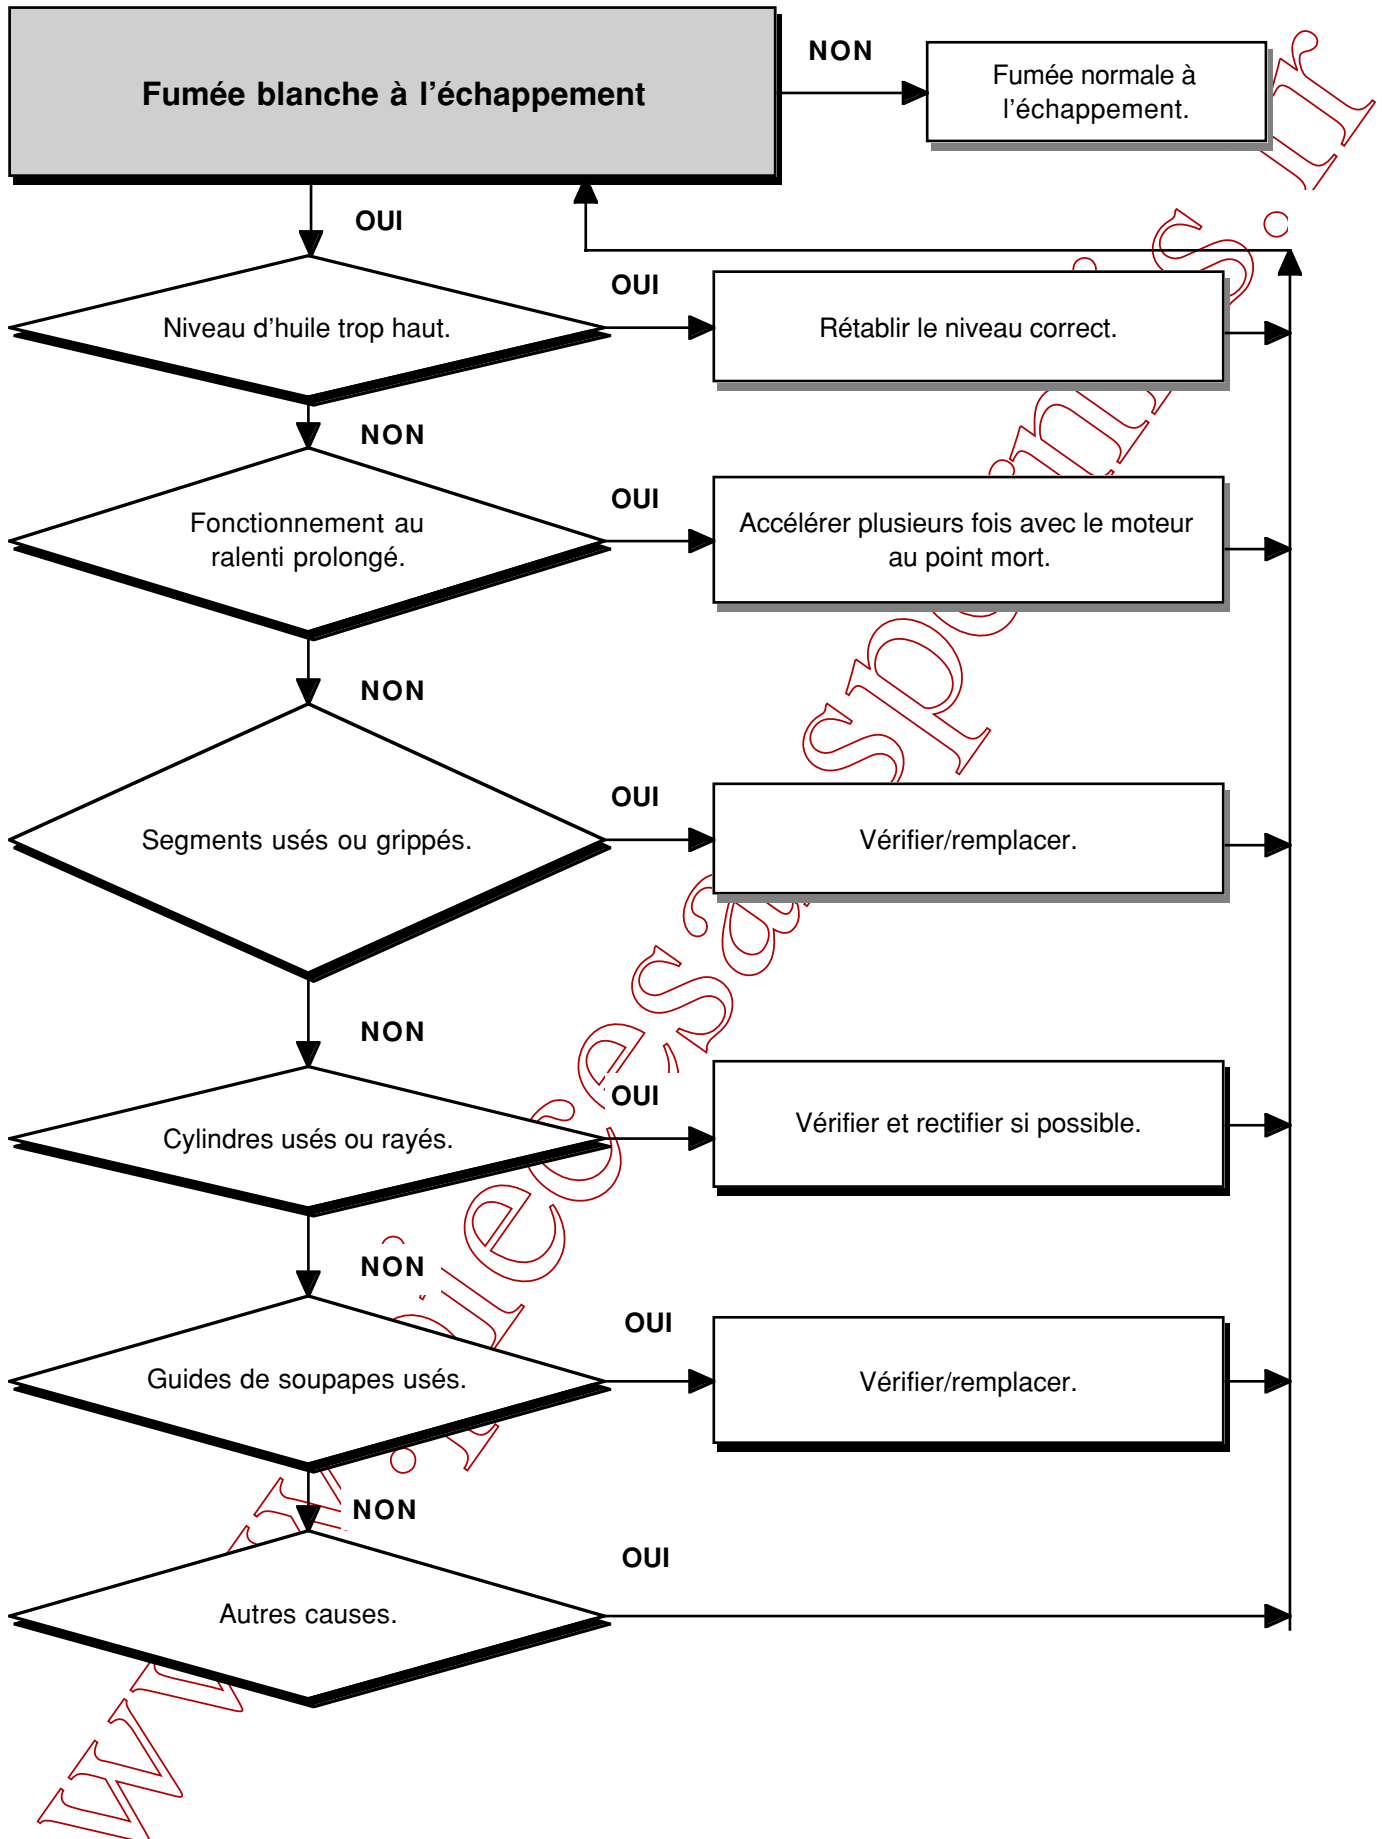 Fumée blanche à l'échappement
NON
Fumée normale à
l'échappement.
OUI
Niveau d'huile trop haut.
OUI
Rétablir le niveau correct.
NON
Fonctionnement au
ralenti prolongé.
OUI
Accélérer plusieurs fois avec le moteur
au point mort.
NON
Segments usés ou grippés.
OUI
Vérifier/remplacer.
NON
Cylindres usés ou rayés.
OUI
Vérifier et rectifier si possible.
NON
Guides de soupapes usés.
OUI
Vérifier/remplacer.
NON
Autres causes.
OUI